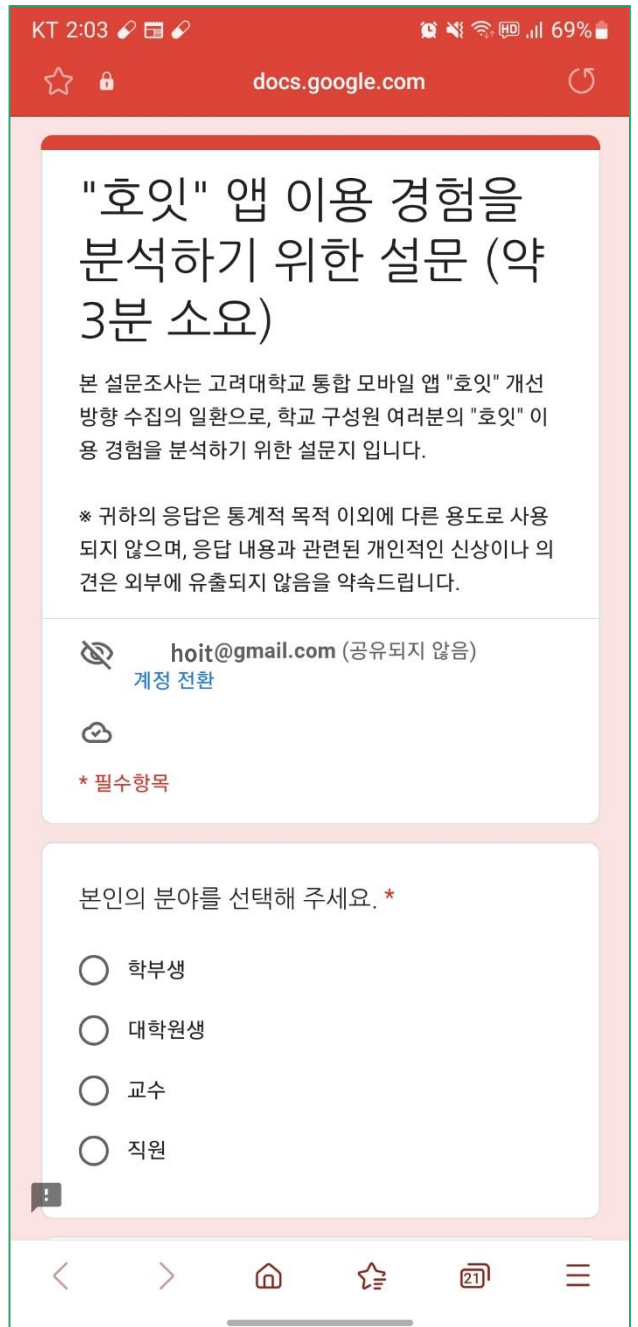 KT 2:03 69%
docs.google.com
"호잇" 앱 이용 경험을
분석하기 위한 설문 (약
3분 소요)
본 설문조사는 고려대학교 통합 모바일 앱 "호잇" 개선
방향 수집의 일환으로, 학교 구성원 여러분의 "호잇" 이
용 경험을 분석하기 위한 설문지 입니다.
※ 귀하의 응답은 통계적 목적 이외에 다른 용도로 사용
되지 않으며, 응답 내용과 관련된 개인적인 신상이나 의
견은 외부에 유출되지 않음을 약속드립니다.
hoit@gmail.com (공유되지 않음)
계정 전환
* 필수항목
본인의 분야를 선택해 주세요. *
학부생
대학원생
교수
직원
21